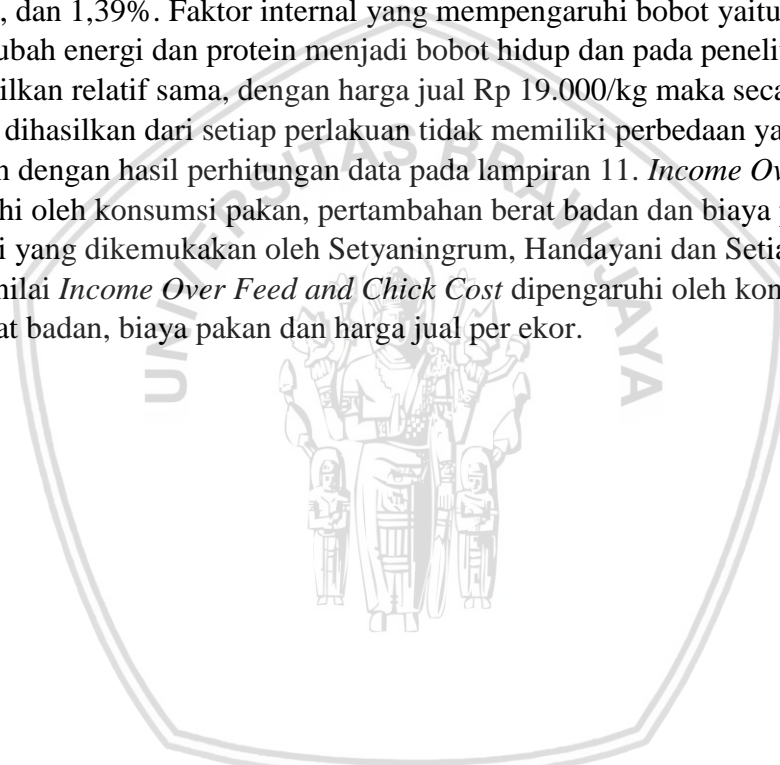 , dan 1,39%. Faktor internal yang mempengaruhi bobot yaitu
ubah energi dan protein menjadi bobot hidup dan pada penelit
ilkan relatif sama, dengan harga jual Rp 19.000/kg maka seca
dihasilkan dari setiap perlakuan tidak memiliki perbedaan ya
n dengan hasil perhitungan data pada lampiran 11. Income Ov
hi oleh konsumsi pakan, pertambahan berat badan dan biaya p
i yang dikemukakan oleh Setyaningrum, Handayani dan Setia
nilai Income Over Feed and Chick Cost dipengaruhi oleh kon
at badan, biaya pakan dan harga jual per ekor.
UNIVERSITAS BRAWIJAYA